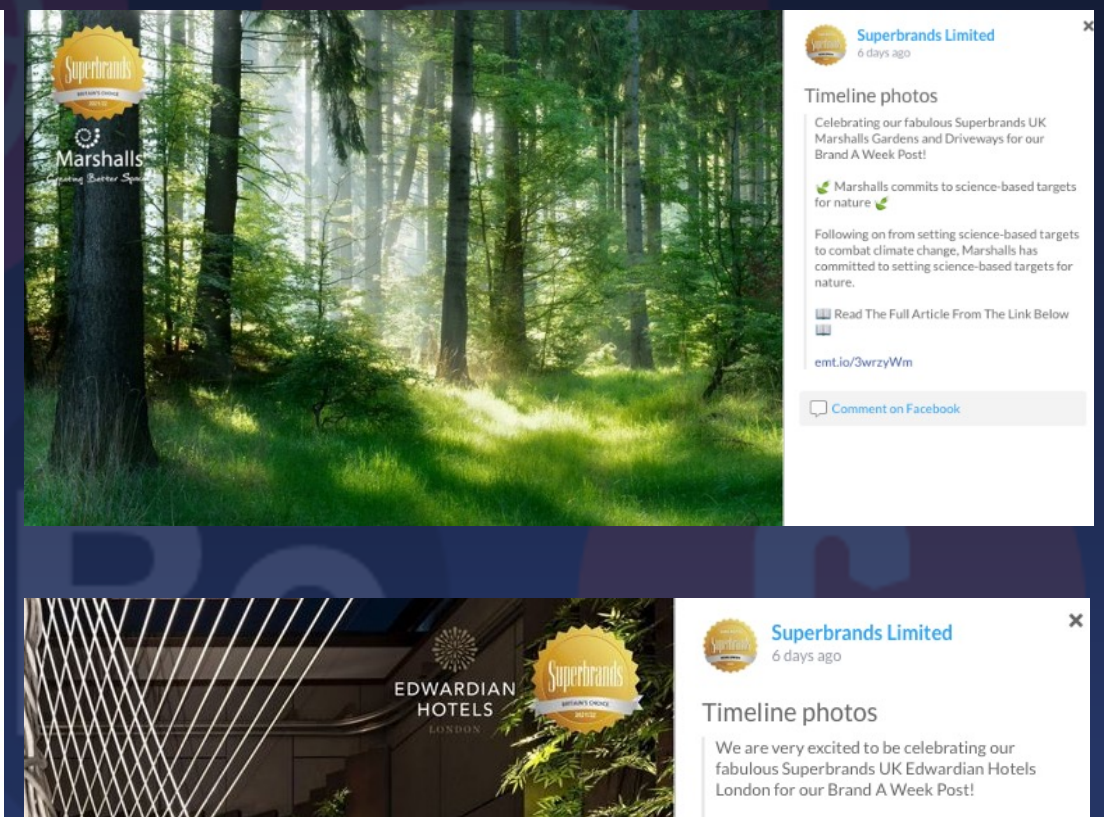 Superbrands
BRITAIN'S CHOICE
2021/22
Marshalls
Creating Better Spaces
Superbrands Limited
6 days ago
Timeline photos
Celebrating our fabulous Superbrands UK
Marshalls Gardens and Driveways for our
Brand A Week Post!
🌿 Marshalls commits to science-based targets
for nature 🌿
Following on from setting science-based targets
to combat climate change, Marshalls has
committed to setting science-based targets for
nature.
📖 Read The Full Article From The Link Below
📖
emt.io/3wrzyWm
Comment on Facebook
EDWARDIAN
HOTELS
LONDON
Superbrands
BRITAIN'S CHOICE
2021/22
Superbrands Limited
6 days ago
Timeline photos
We are very excited to be celebrating our
fabulous Superbrands UK Edwardian Hotels
London for our Brand A Week Post!